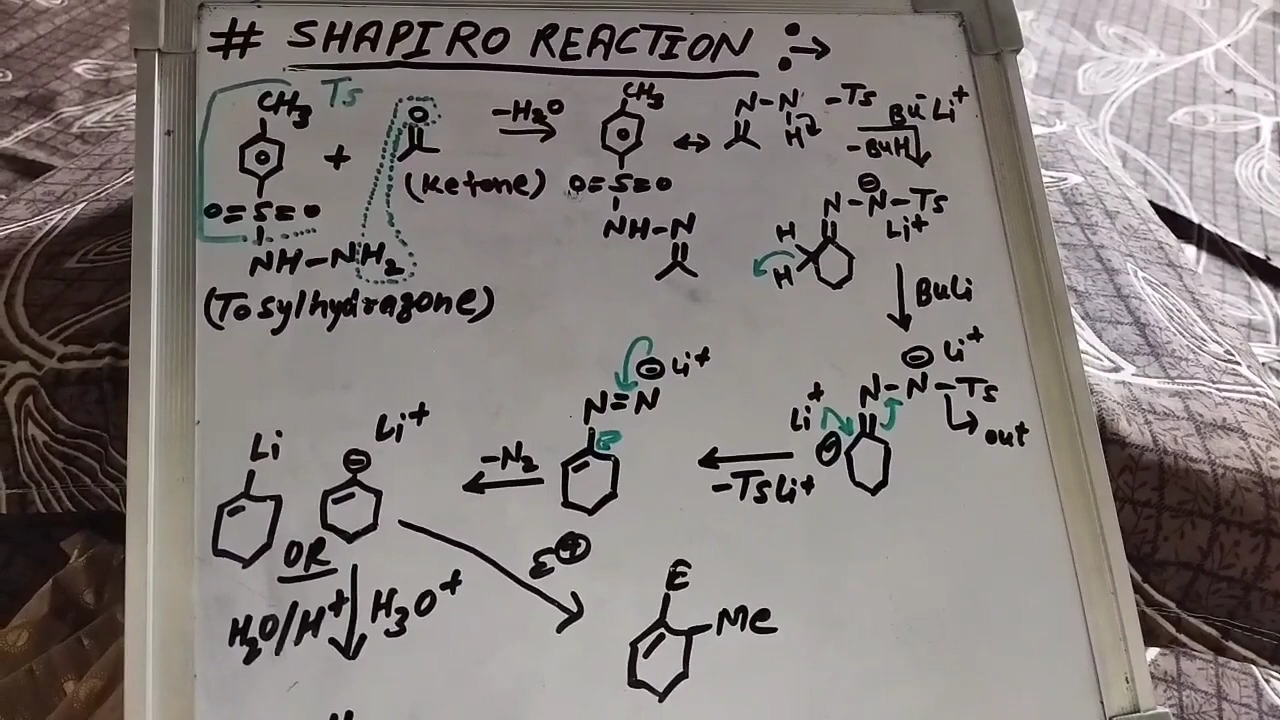 # SHAPIRO REACTION :→
CH3 Ts
+
O
(Ketone)
O=S=O
NH-NH2
(Tosylhydrazone)
-H2O
CH3
O=S=O
NH-N
↔
N-N-Ts
H
Bu⁻Li+
-BuH
N-N-Ts
⊖
Li+
H
H
BuLi
⊖ Li+
N-N-Ts
out
Li+
⊖
-TsLi+
⊖Li+
N=N
-N2
Li+
⊖
Li
OR
H2O/H+
H3O+
E⊕
E
Me